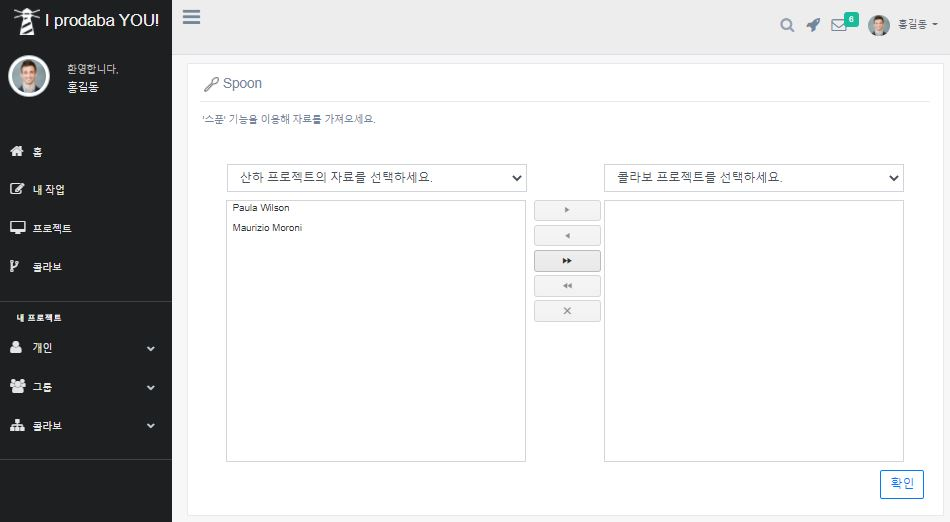 I prodaba YOU!
환영합니다.
홍길동
홈
내 작업
프로젝트
콜라보
내 프로젝트
개인
그룹
콜라보
6
홍길동
Spoon
'스푼' 기능을 이용해 자료를 가져오세요.
산하 프로젝트의 자료를 선택하세요.
콜라보 프로젝트를 선택하세요.
Paula Wilson
Maurizio Moroni
확인